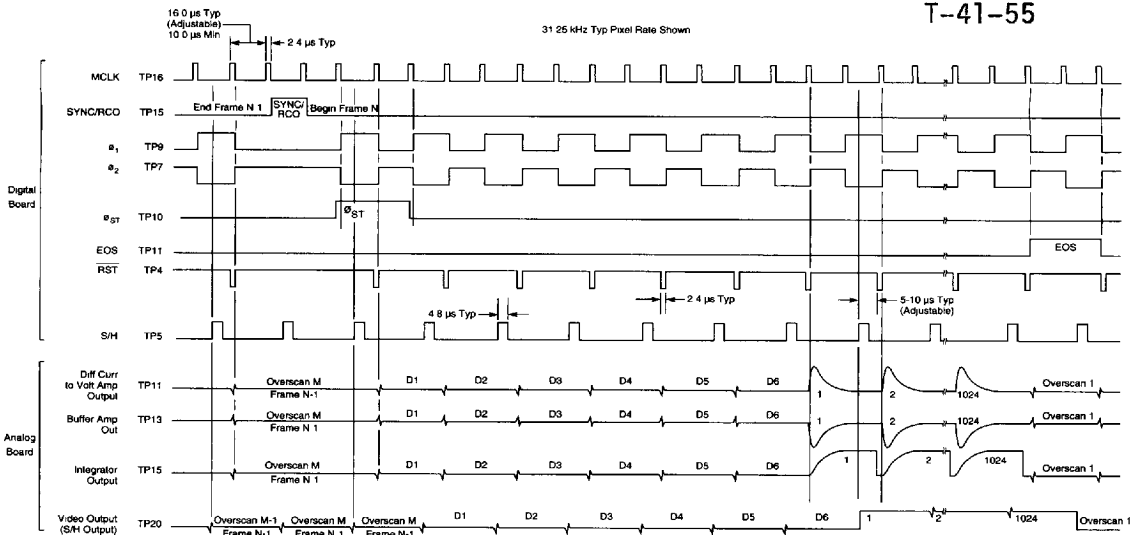 T-41-55
16 0 µs Typ
(Adjustable)
10 0 µs Min
2 4 µs Typ
31 25 kHz Typ Pixel Rate Shown
MCLK TP16
SYNC/RCO TP15 End Frame N 1 SYNC/ RCO Begin Frame N
ø1 TP9
ø2 TP7
Digital
Board
øST TP10 ØST
EOS TP11 EOS
RST TP4
4 8 µs Typ 2 4 µs Typ 5-10 µs Typ
(Adjustable)
S/H TP5
Diff Curr
to Volt Amp
Output
TP11 Overscan M D1 D2 D3 D4 D5 D6 1 2 1024 Overscan 1
Frame N-1
Buffer Amp
Out
TP13 Overscan M D1 D2 D3 D4 D5 D6 1 2 1024 Overscan 1
Frame N 1
Analog
Board
Integrator
Output
TP15 Overscan M D1 D2 D3 D4 D5 D6 1 2 1024 Overscan 1
Frame N 1
Video Output
(S/H Output)
TP20 Overscan M-1 Overscan M Overscan M D1 D2 D3 D4 D5 D6 1 2 1024 Overscan 1
Frame N-1 Frame N 1 Frame N-1